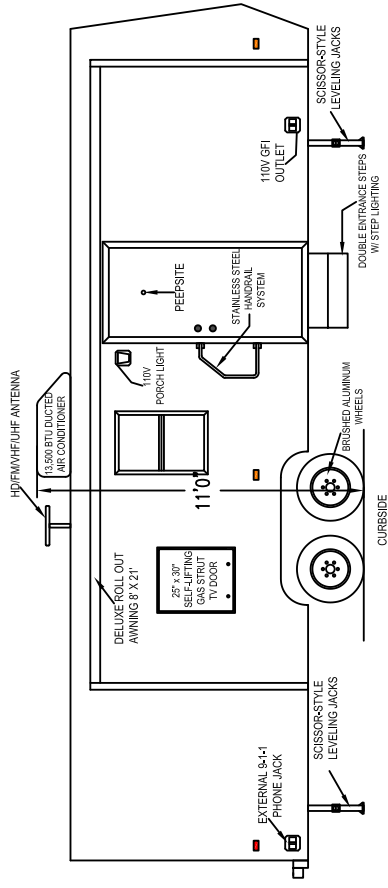 HD/FM/VHF/UHF ANTENNA
13,500 BTU DUCTED
AIR CONDITIONER
DELUXE ROLL OUT
AWNING 8' X 21'
11'0"
25" x 30"
SELF-LIFTING
GAS STRUT
TV DOOR
110V
PORCH LIGHT
PEEPSITE
STAINLESS STEEL
HANDRAIL
SYSTEM
110V GFI
OUTLET
EXTERNAL 9-1-1
PHONE JACK
SCISSOR-STYLE
LEVELING JACKS
BRUSHED ALUMINUM
WHEELS
DOUBLE ENTRANCE STEPS
W/ STEP LIGHTING
SCISSOR-STYLE
LEVELING JACKS
CURBSIDE